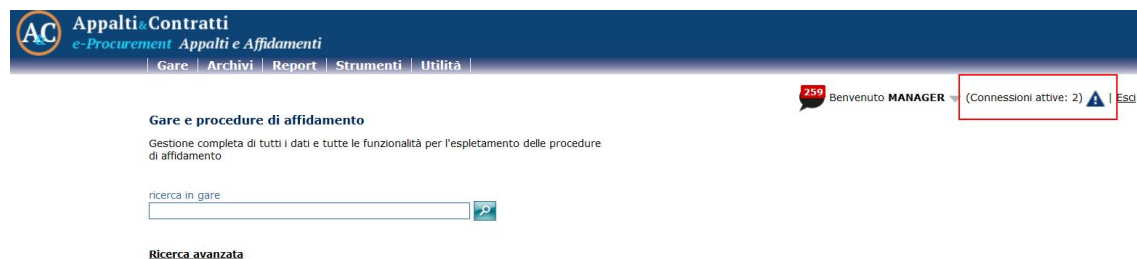 A&C Appalti&Contratti
e-Procurement Appalti e Affidamenti
Gare | Archivi | Report | Strumenti | Utilità |
259 Benvenuto MANAGER (Connessioni attive: 2) | Esci
Gare e procedure di affidamento
Gestione completa di tutti i dati e tutte le funzionalità per l'espletamento delle procedure
di affidamento
ricerca in gare
Ricerca avanzata